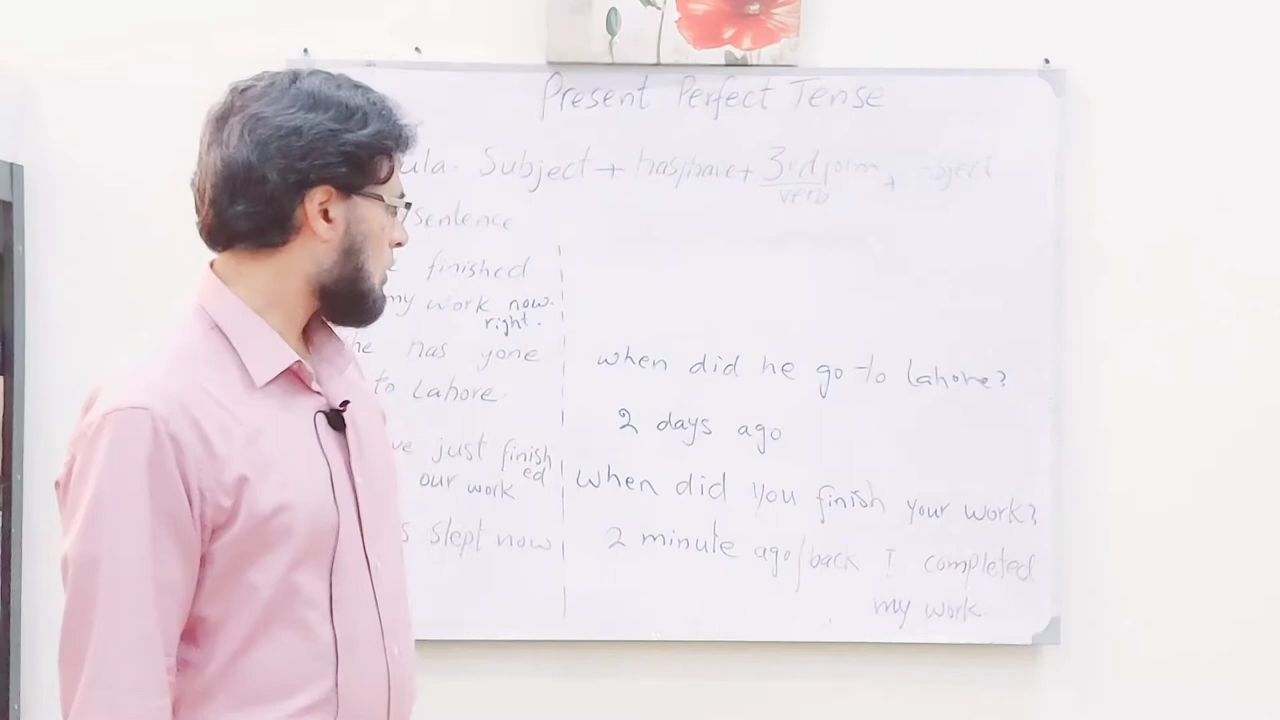 Present Perfect Tense
ula. Subject + has/have + 3rd form + object
verb
/sentence
finished
my work now.
right.
he has gone
to Lahore.
ve just finish
ed
our work
s slept now
when did he go to Lahore?
2 days ago
when did you finish your work?
2 minute ago/back I completed
my work